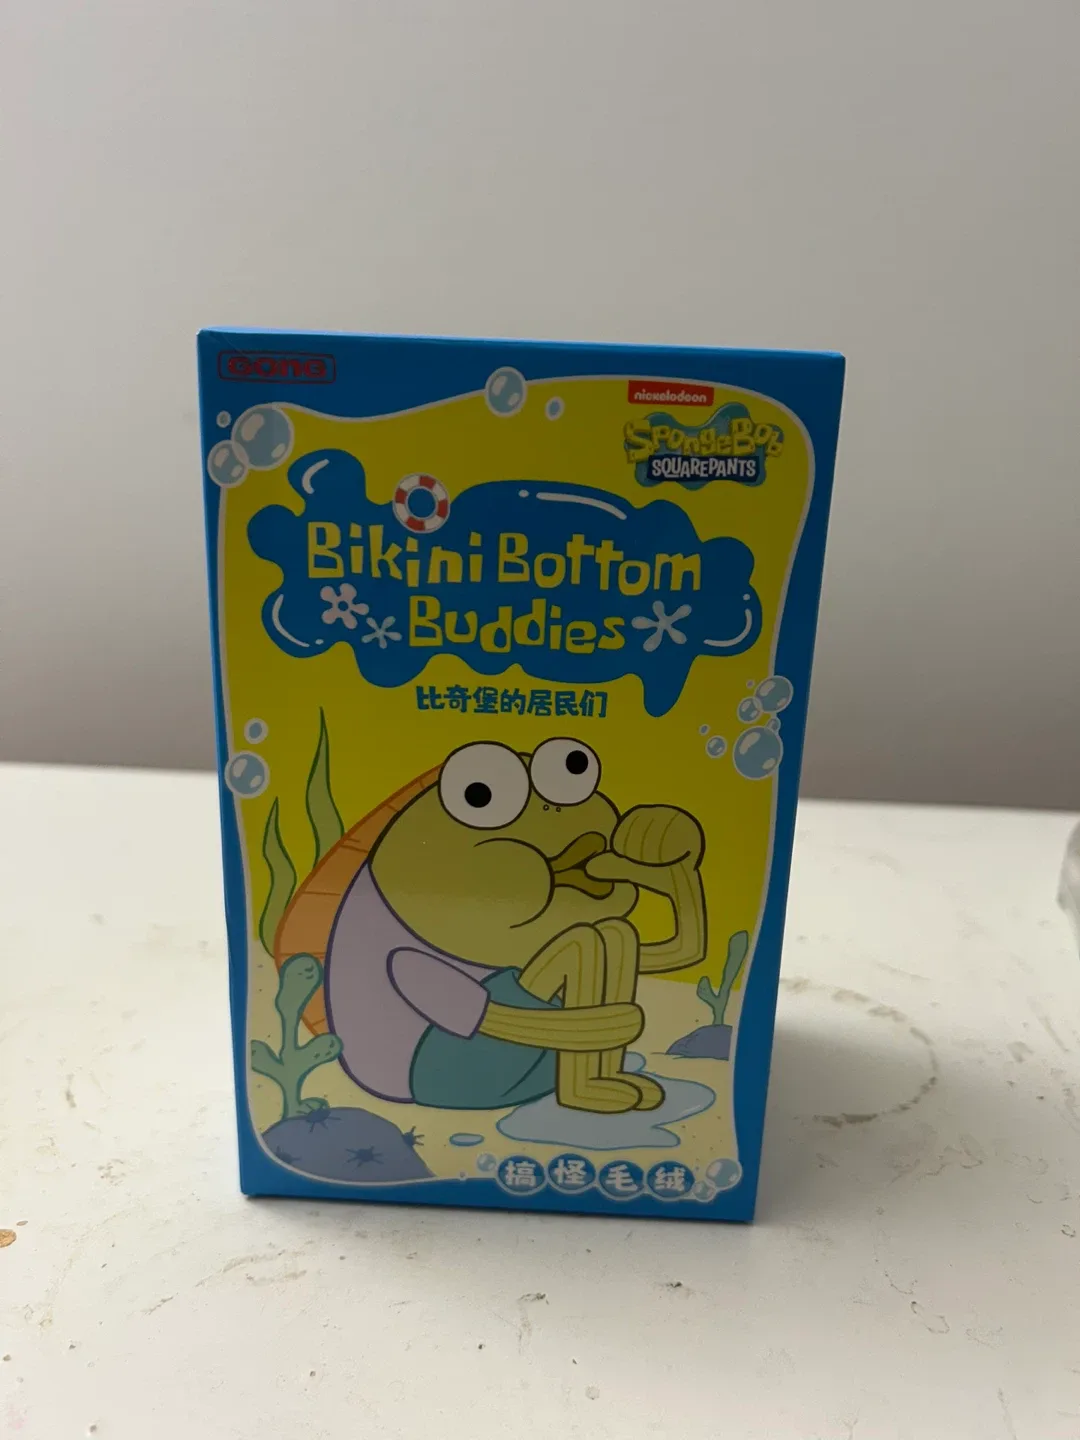 GONG
nickelodeon
SpongeBob
SQUAREPANTS
Bikini Bottom
Buddies
比奇堡的居民们
搞怪毛绒